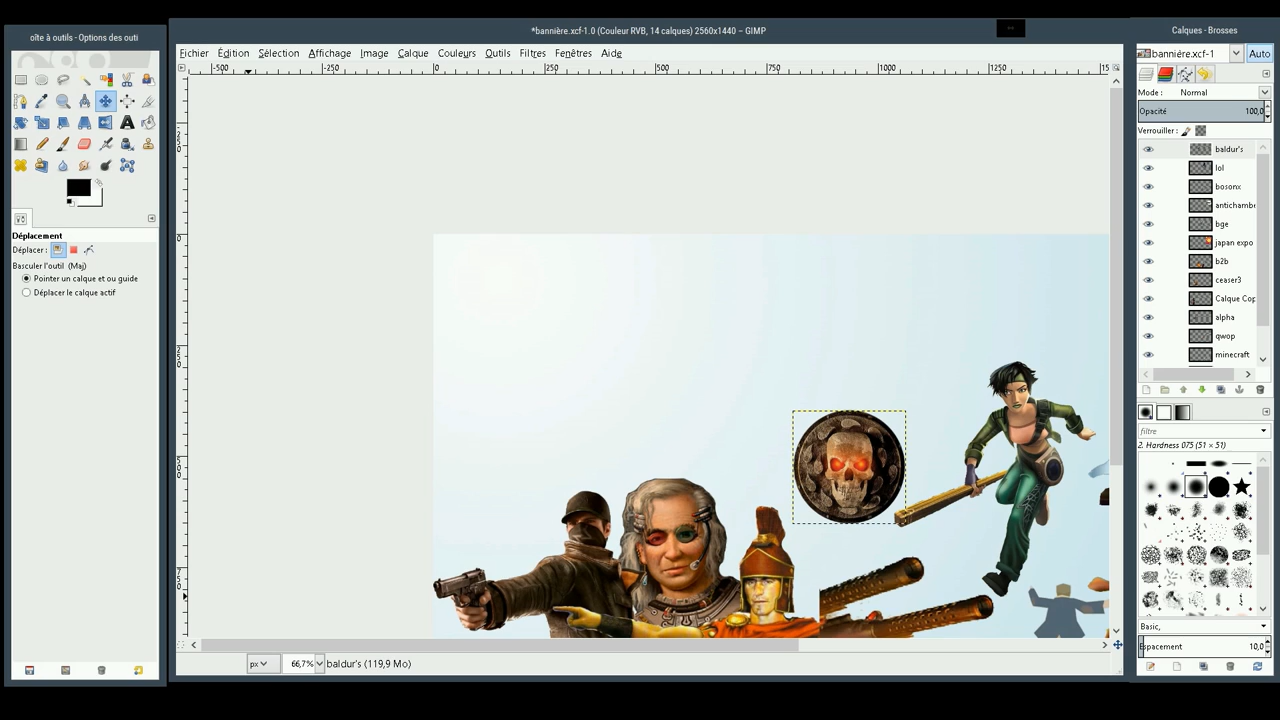 oîte à outils - Options des outi
*bannière.xcf-1.0 (Couleur RVB, 14 calques) 2560x1440 – GIMP
Calques - Brosses
Fichier Édition Sélection Affichage Image Calque Couleurs Outils Filtres Fenêtres Aide
bannière.xcf-1 Auto
-500 -250 0 250 500 750 1000 1250 15
Mode : Normal
Opacité 100,0
Verrouiller :
baldur's
lol
bosonx
antichambe
bge
japan expo
b2b
ceaser3
Calque Cop
alpha
qwop
minecraft
Déplacement
Déplacer :
Basculer l'outil (Maj)
Pointer un calque et ou guide
Déplacer le calque actif
filtre
2. Hardness 075 (51 × 51)
Basic,
Espacement 10,0
px 66,7% baldur's (119,9 Mo)